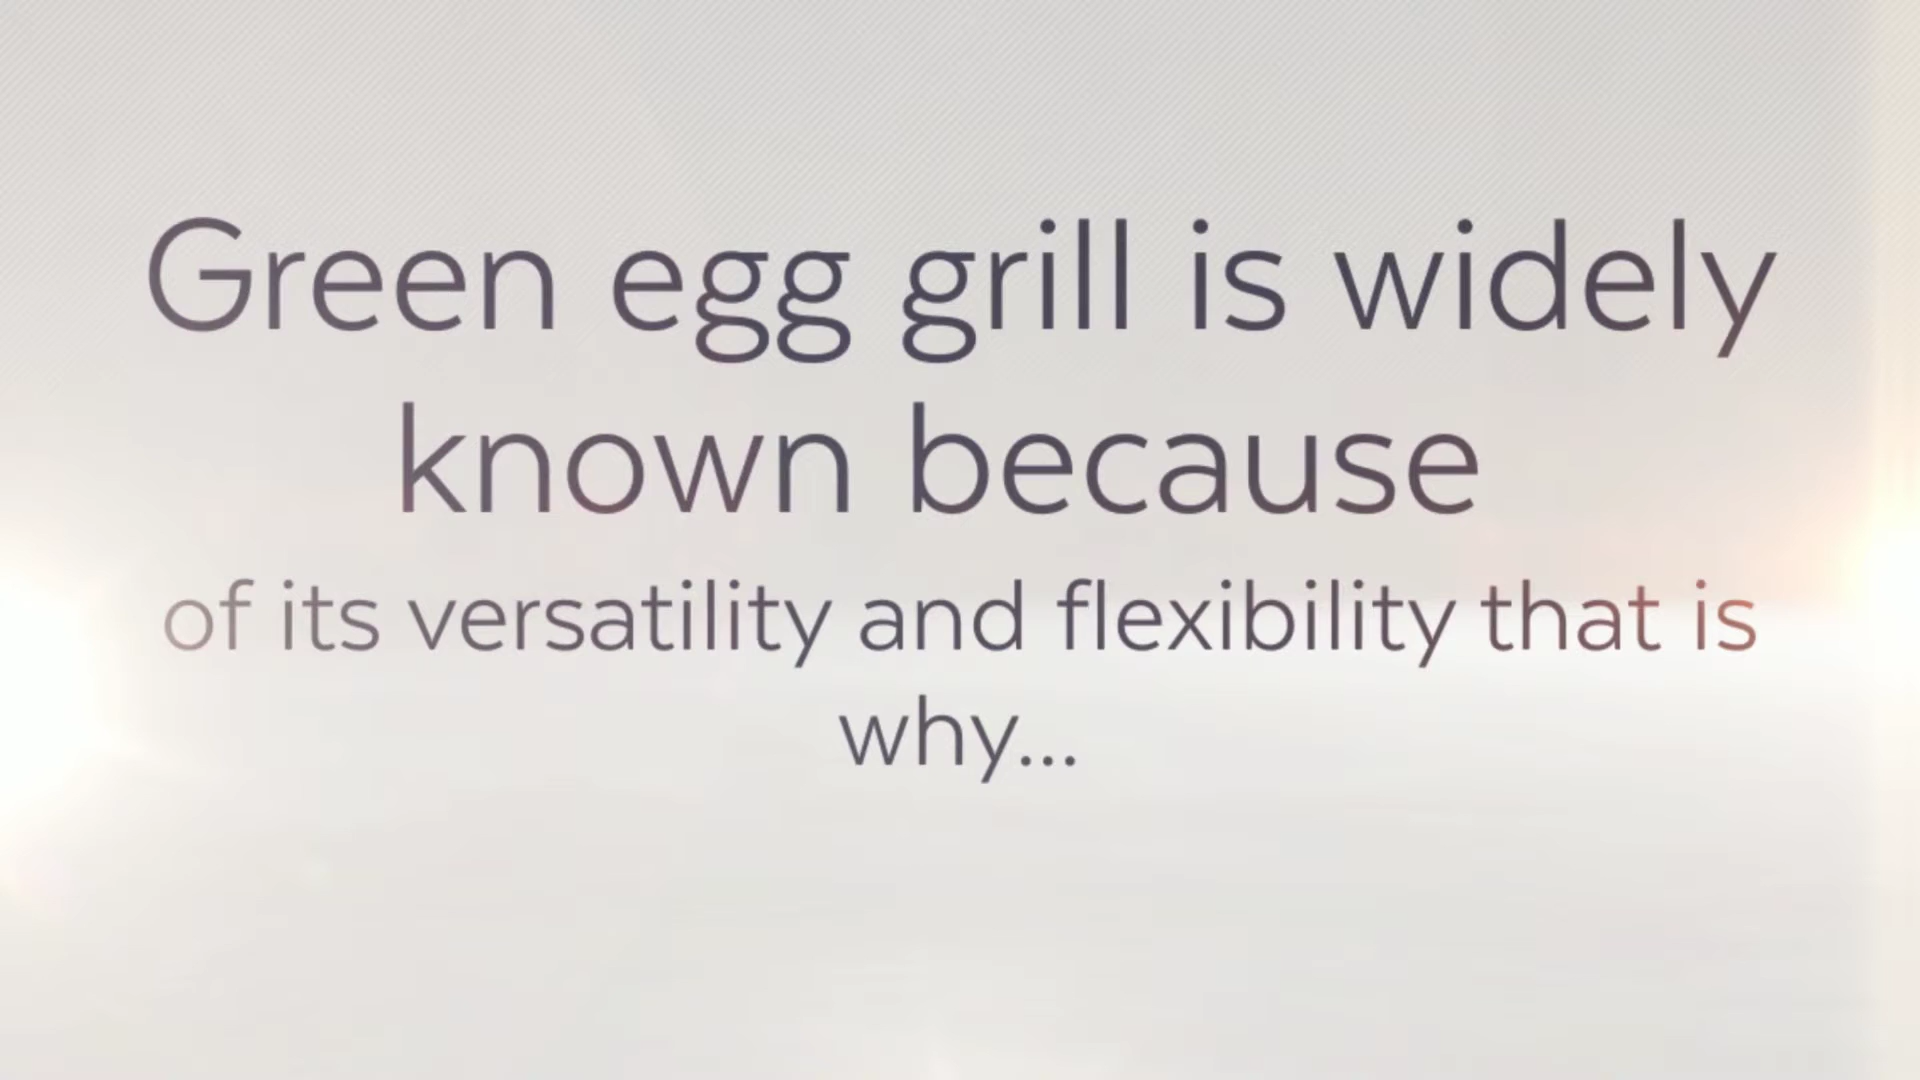 Green egg grill is widely
known because
of its versatility and flexibility that is
why...